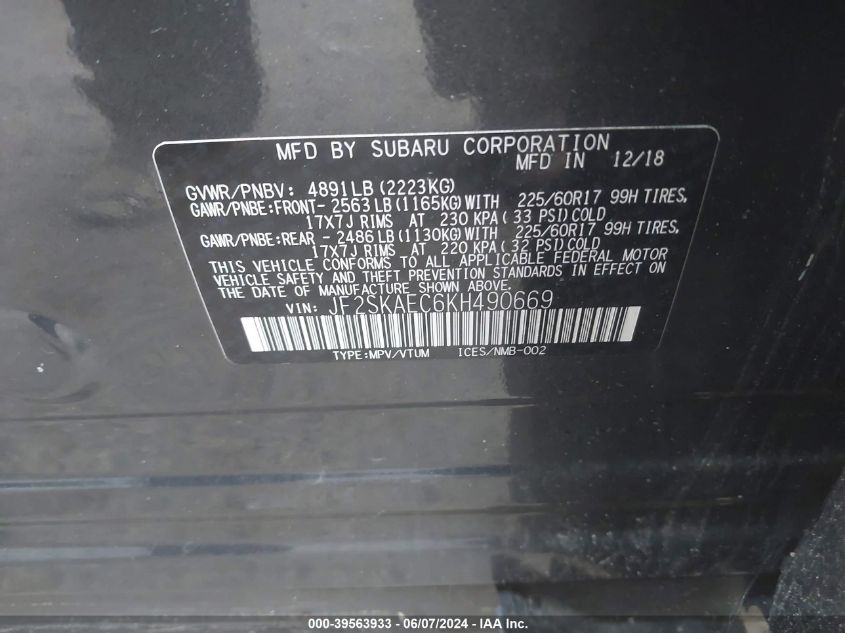 MFD BY SUBARU CORPORATION
MFD IN 12/18
GVWR/PNBV: 4891LB(2223KG)
GAWR/PNBE:FRONT- 2563LB(1165KG)WITH 225/60R17 99H TIRES,
17X7J RIMS AT 230 KPA(33 PSI)COLD
GAWR/PNBE:REAR - 2486LB(1130KG)WITH 225/60R17 99H TIRES,
17X7J RIMS AT 220 KPA(32 PSI)COLD
THIS VEHICLE CONFORMS TO ALL APPLICABLE FEDERAL MOTOR
VEHICLE SAFETY AND THEFT PREVENTION STANDARDS IN EFFECT ON
THE DATE OF MANUFACTURE SHOWN ABOVE.
VIN: JF2SKAEC6KH490669
TYPE:MPV/VTUM ICES/NMB-002
000-39563933 - 06/07/2024 - IAA Inc.